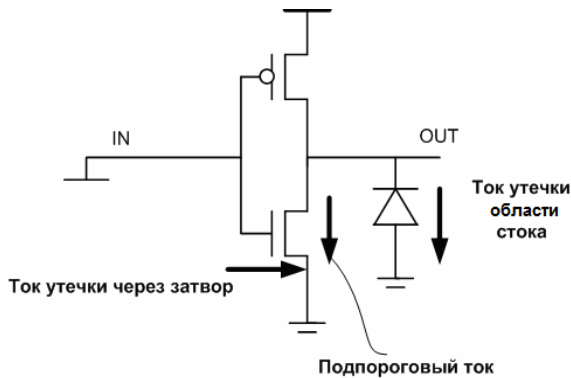 IN
OUT
Ток утечки
области
стока
Ток утечки через затвор
Подпороговый ток